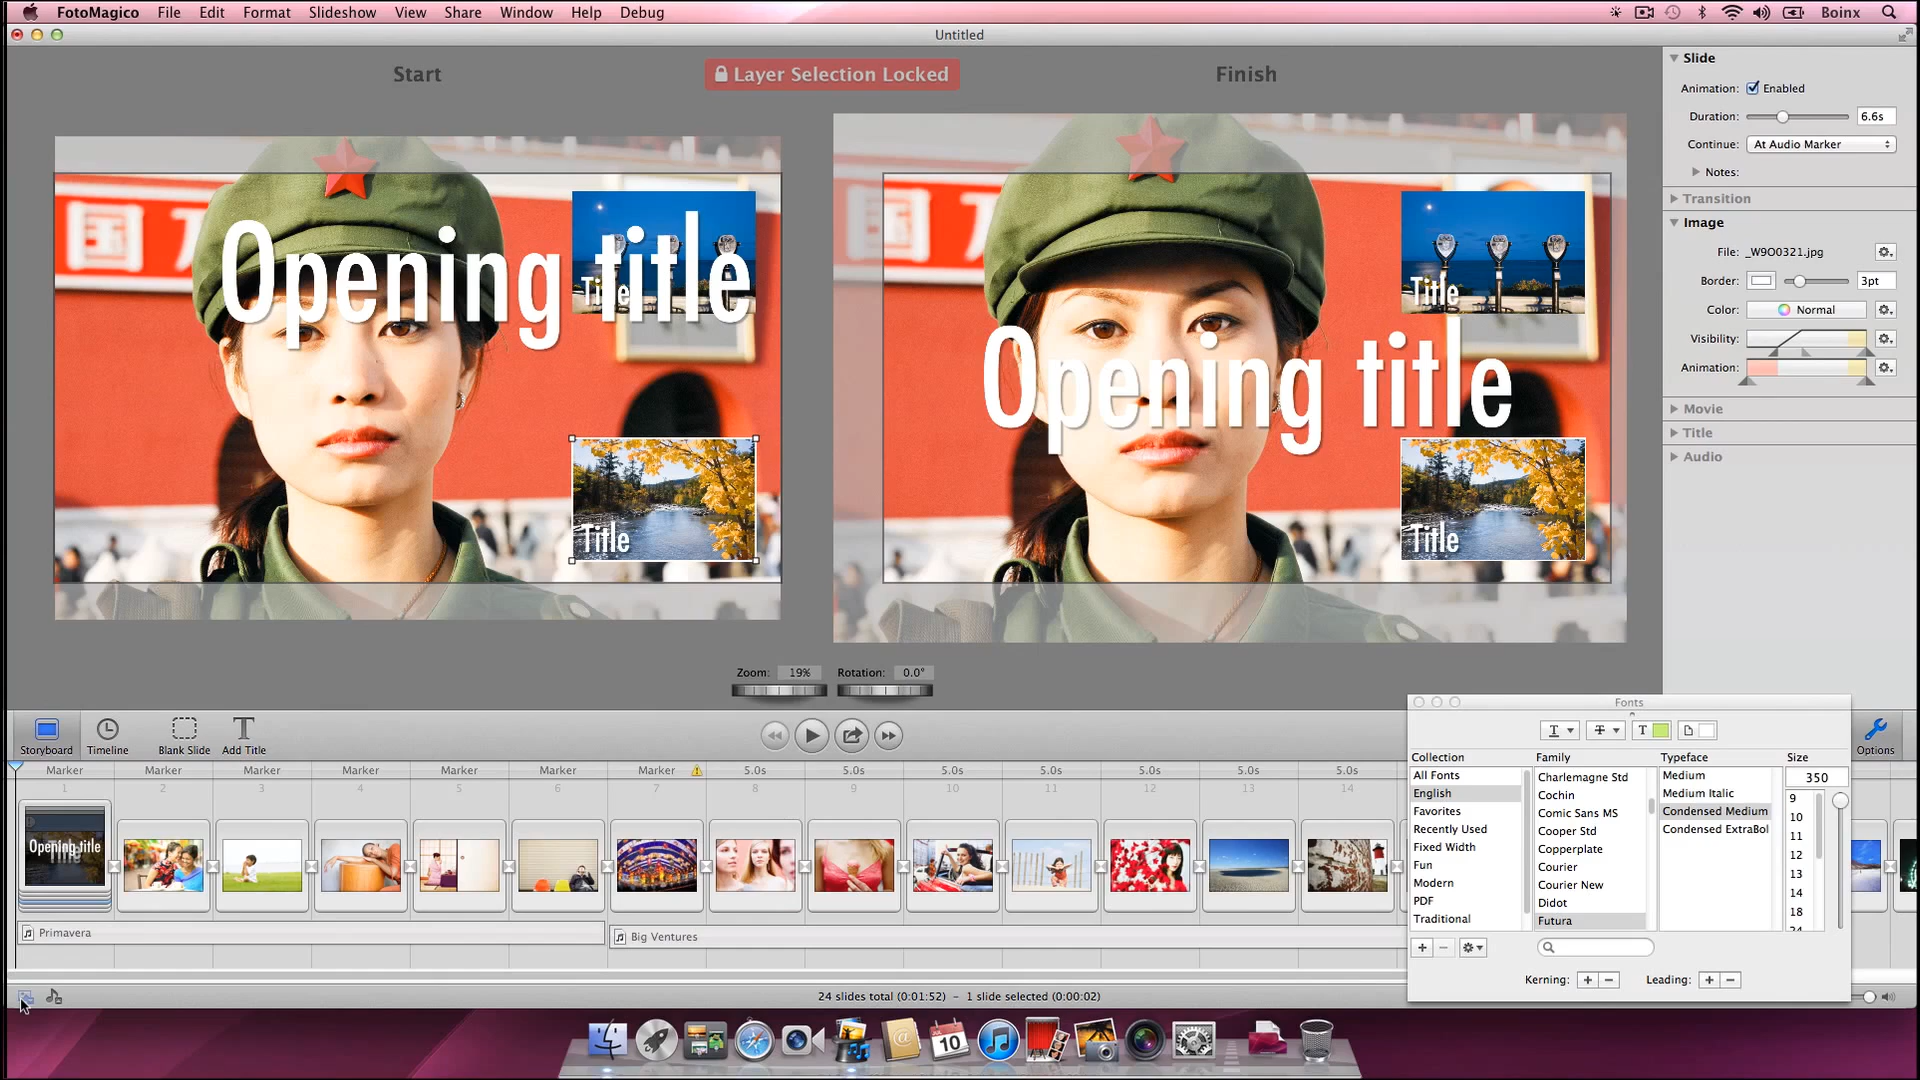 FotoMagico File Edit Format Slideshow View Share Window Help Debug Boinx
Untitled
Start
Layer Selection Locked
Finish
国
Opening title
Title
Title
国
Opening title
Title
Title
Zoom: 19% Rotation: 0.0°
Slide
Animation: Enabled
Duration: 6.6s
Continue: At Audio Marker
Notes:
Transition
Image
File: _W9O0321.jpg
Border: 3pt
Color: Normal
Visibility:
Animation:
Movie
Title
Audio
Storyboard Timeline Blank Slide Add Title Options
Marker Marker Marker Marker Marker Marker Marker 5.0s 5.0s 5.0s 5.0s 5.0s 5.0s 5.0s
1 2 3 4 5 6 7 8 9 10 11 12 13 14
Opening title
Primavera
Big Ventures
24 slides total (0:01:52) – 1 slide selected (0:00:02)
Fonts
T T T
Collection Family Typeface Size
All Fonts
English
Favorites
Recently Used
Fixed Width
Fun
Modern
PDF
Traditional
Charlemagne Std
Cochin
Comic Sans MS
Cooper Std
Copperplate
Courier
Courier New
Didot
Futura
Medium
Medium Italic
Condensed Medium
Condensed ExtraBol
350
9
10
11
12
13
14
18
24
Kerning: + − Leading: + −
JUL
10